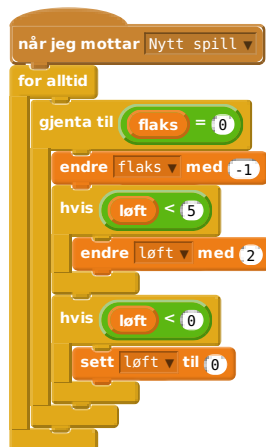 når jeg mottar Nytt spill
for alltid
gjenta til flaks = 0
endre flaks med -1
hvis løft < 5
endre løft med 2
hvis løft < 0
sett løft til 0